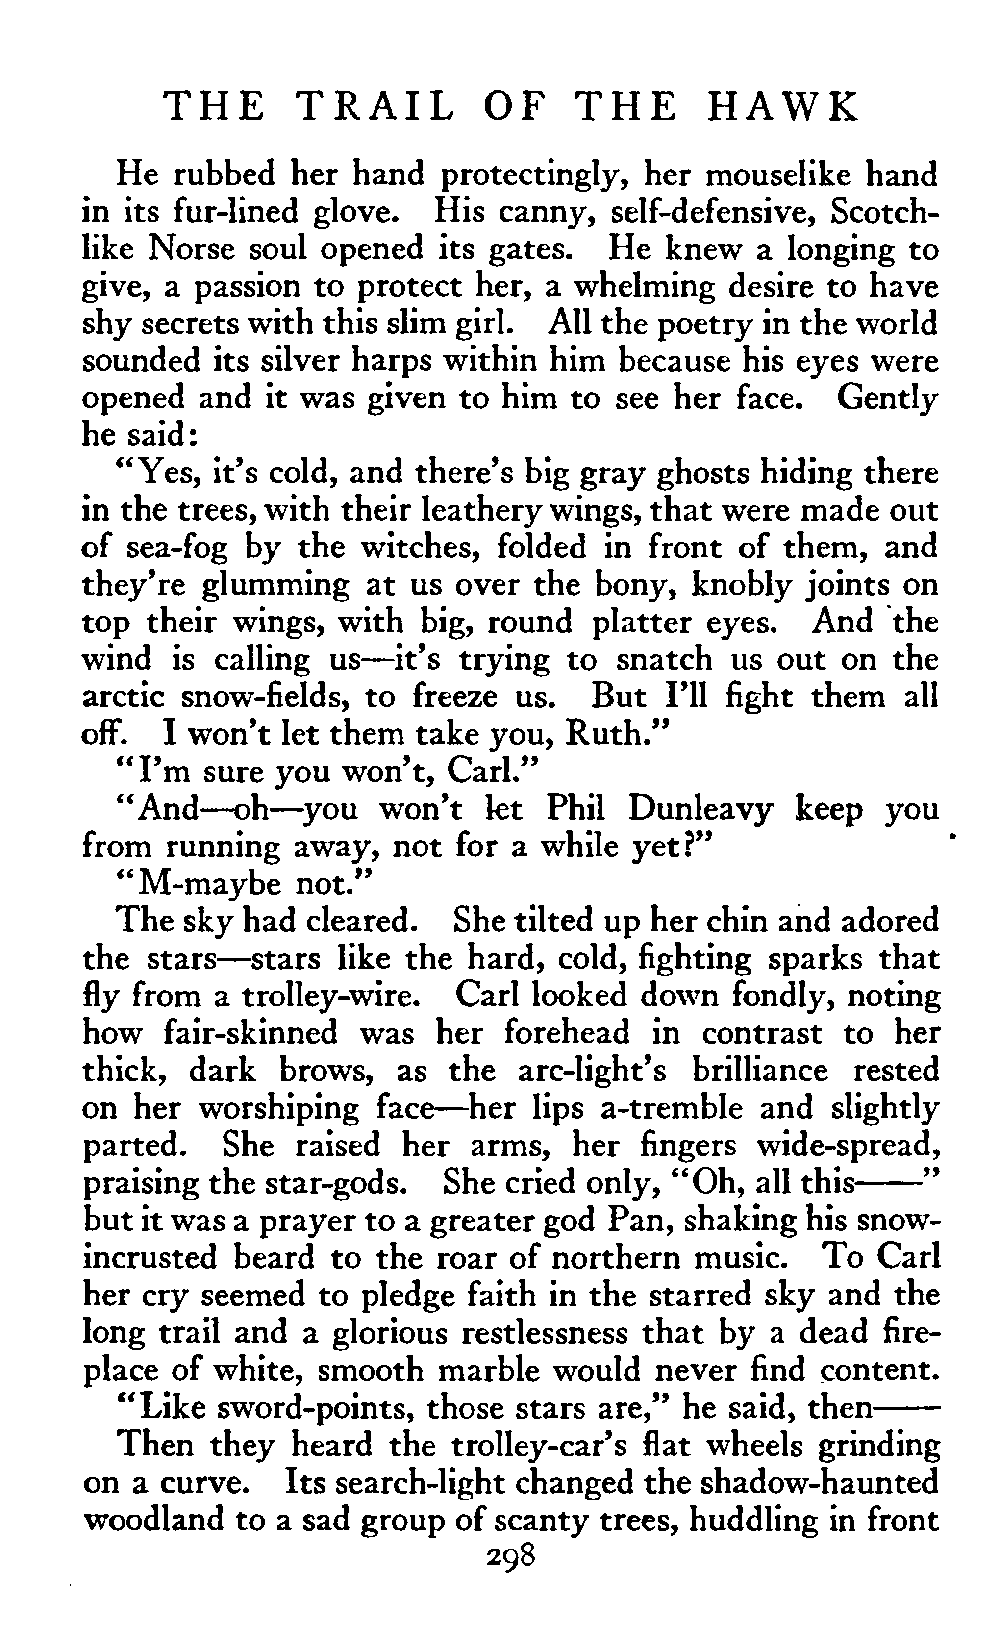 THE TRAIL OF THE HAWK
He rubbed her hand protectingly, her mouselike hand
in its fur-lined glove. His canny, self-defensive, Scotch-
like Norse soul opened its gates. He knew a longing to
give, a passion to protect her, a whelming desire to have
shy secrets with this slim girl. All the poetry in the world
sounded its silver harps within him because his eyes were
opened and it was given to him to see her face. Gently
he said:
"Yes, it's cold, and there's big gray ghosts hiding there
in the trees, with their leathery wings, that were made out
of sea-fog by the witches, folded in front of them, and
they're glumming at us over the bony, knobly joints on
top their wings, with big, round platter eyes. And the
wind is calling us—it's trying to snatch us out on the
arctic snow-fields, to freeze us. But I'll fight them all
off. I won't let them take you, Ruth."
"I'm sure you won't, Carl."
"And—oh—you won't let Phil Dunleavy keep you
from running away, not for a while yet?"
"M-maybe not."
The sky had cleared. She tilted up her chin and adored
the stars—stars like the hard, cold, fighting sparks that
fly from a trolley-wire. Carl looked down fondly, noting
how fair-skinned was her forehead in contrast to her
thick, dark brows, as the arc-light's brilliance rested
on her worshiping face—her lips a-tremble and slightly
parted. She raised her arms, her fingers wide-spread,
praising the star-gods. She cried only, "Oh, all this——"
but it was a prayer to a greater god Pan, shaking his snow-
incrusted beard to the roar of northern music. To Carl
her cry seemed to pledge faith in the starred sky and the
long trail and a glorious restlessness that by a dead fire-
place of white, smooth marble would never find content.
"Like sword-points, those stars are," he said, then——
Then they heard the trolley-car's flat wheels grinding
on a curve. Its search-light changed the shadow-haunted
woodland to a sad group of scanty trees, huddling in front
298